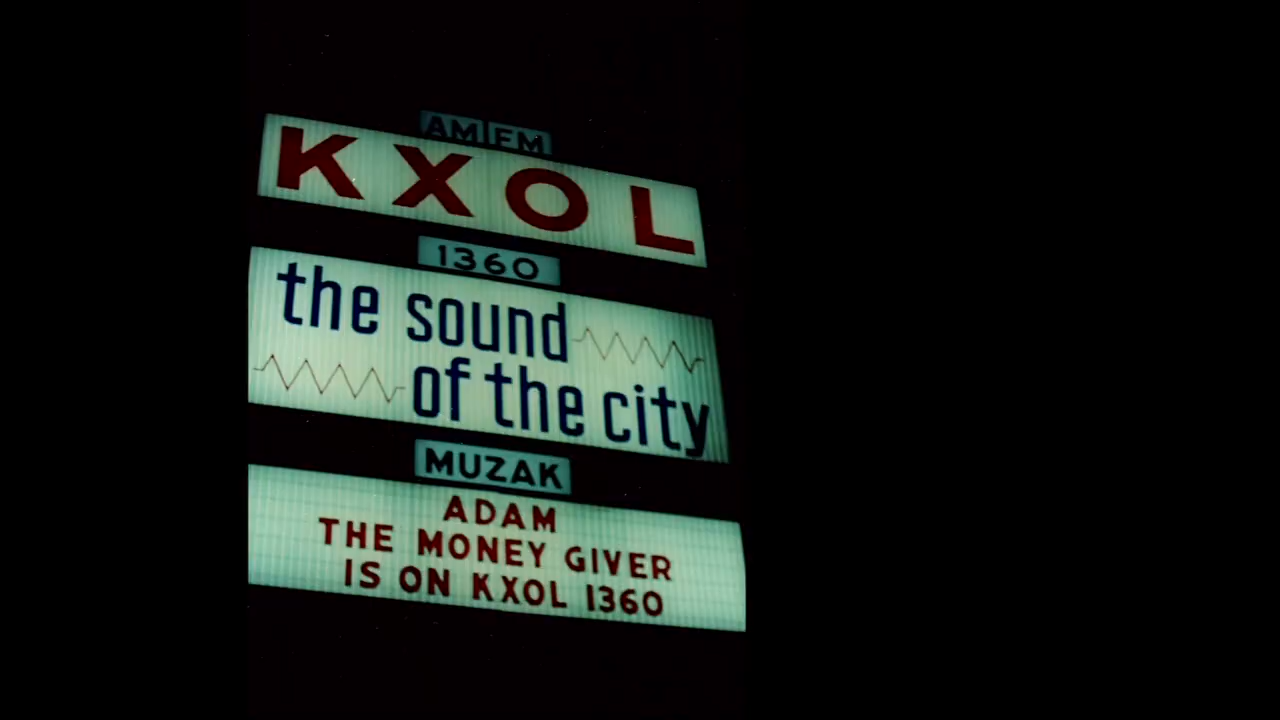 AM FM
KXOL
1360
the sound
of the city
MUZAK
ADAM
THE MONEY GIVER
IS ON KXOL 1360